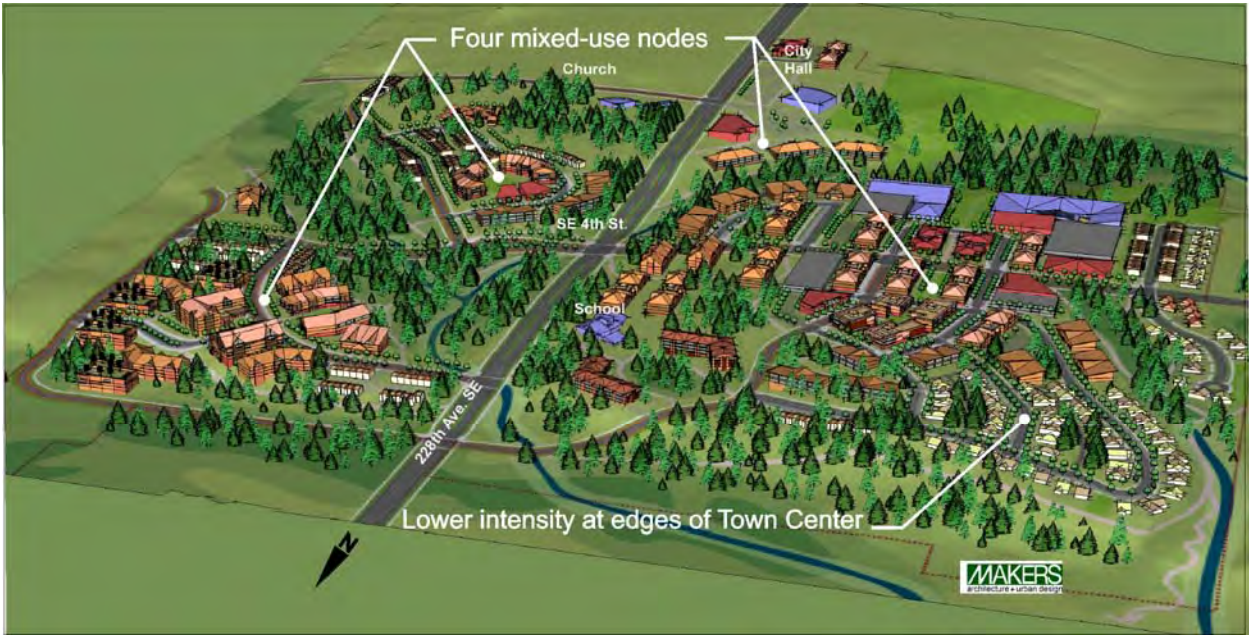 Four mixed-use nodes
City
Hall
Church
SE 4th St.
School
228th Ave. SE
Lower intensity at edges of Town Center
N
MAKERS
architecture + urban design